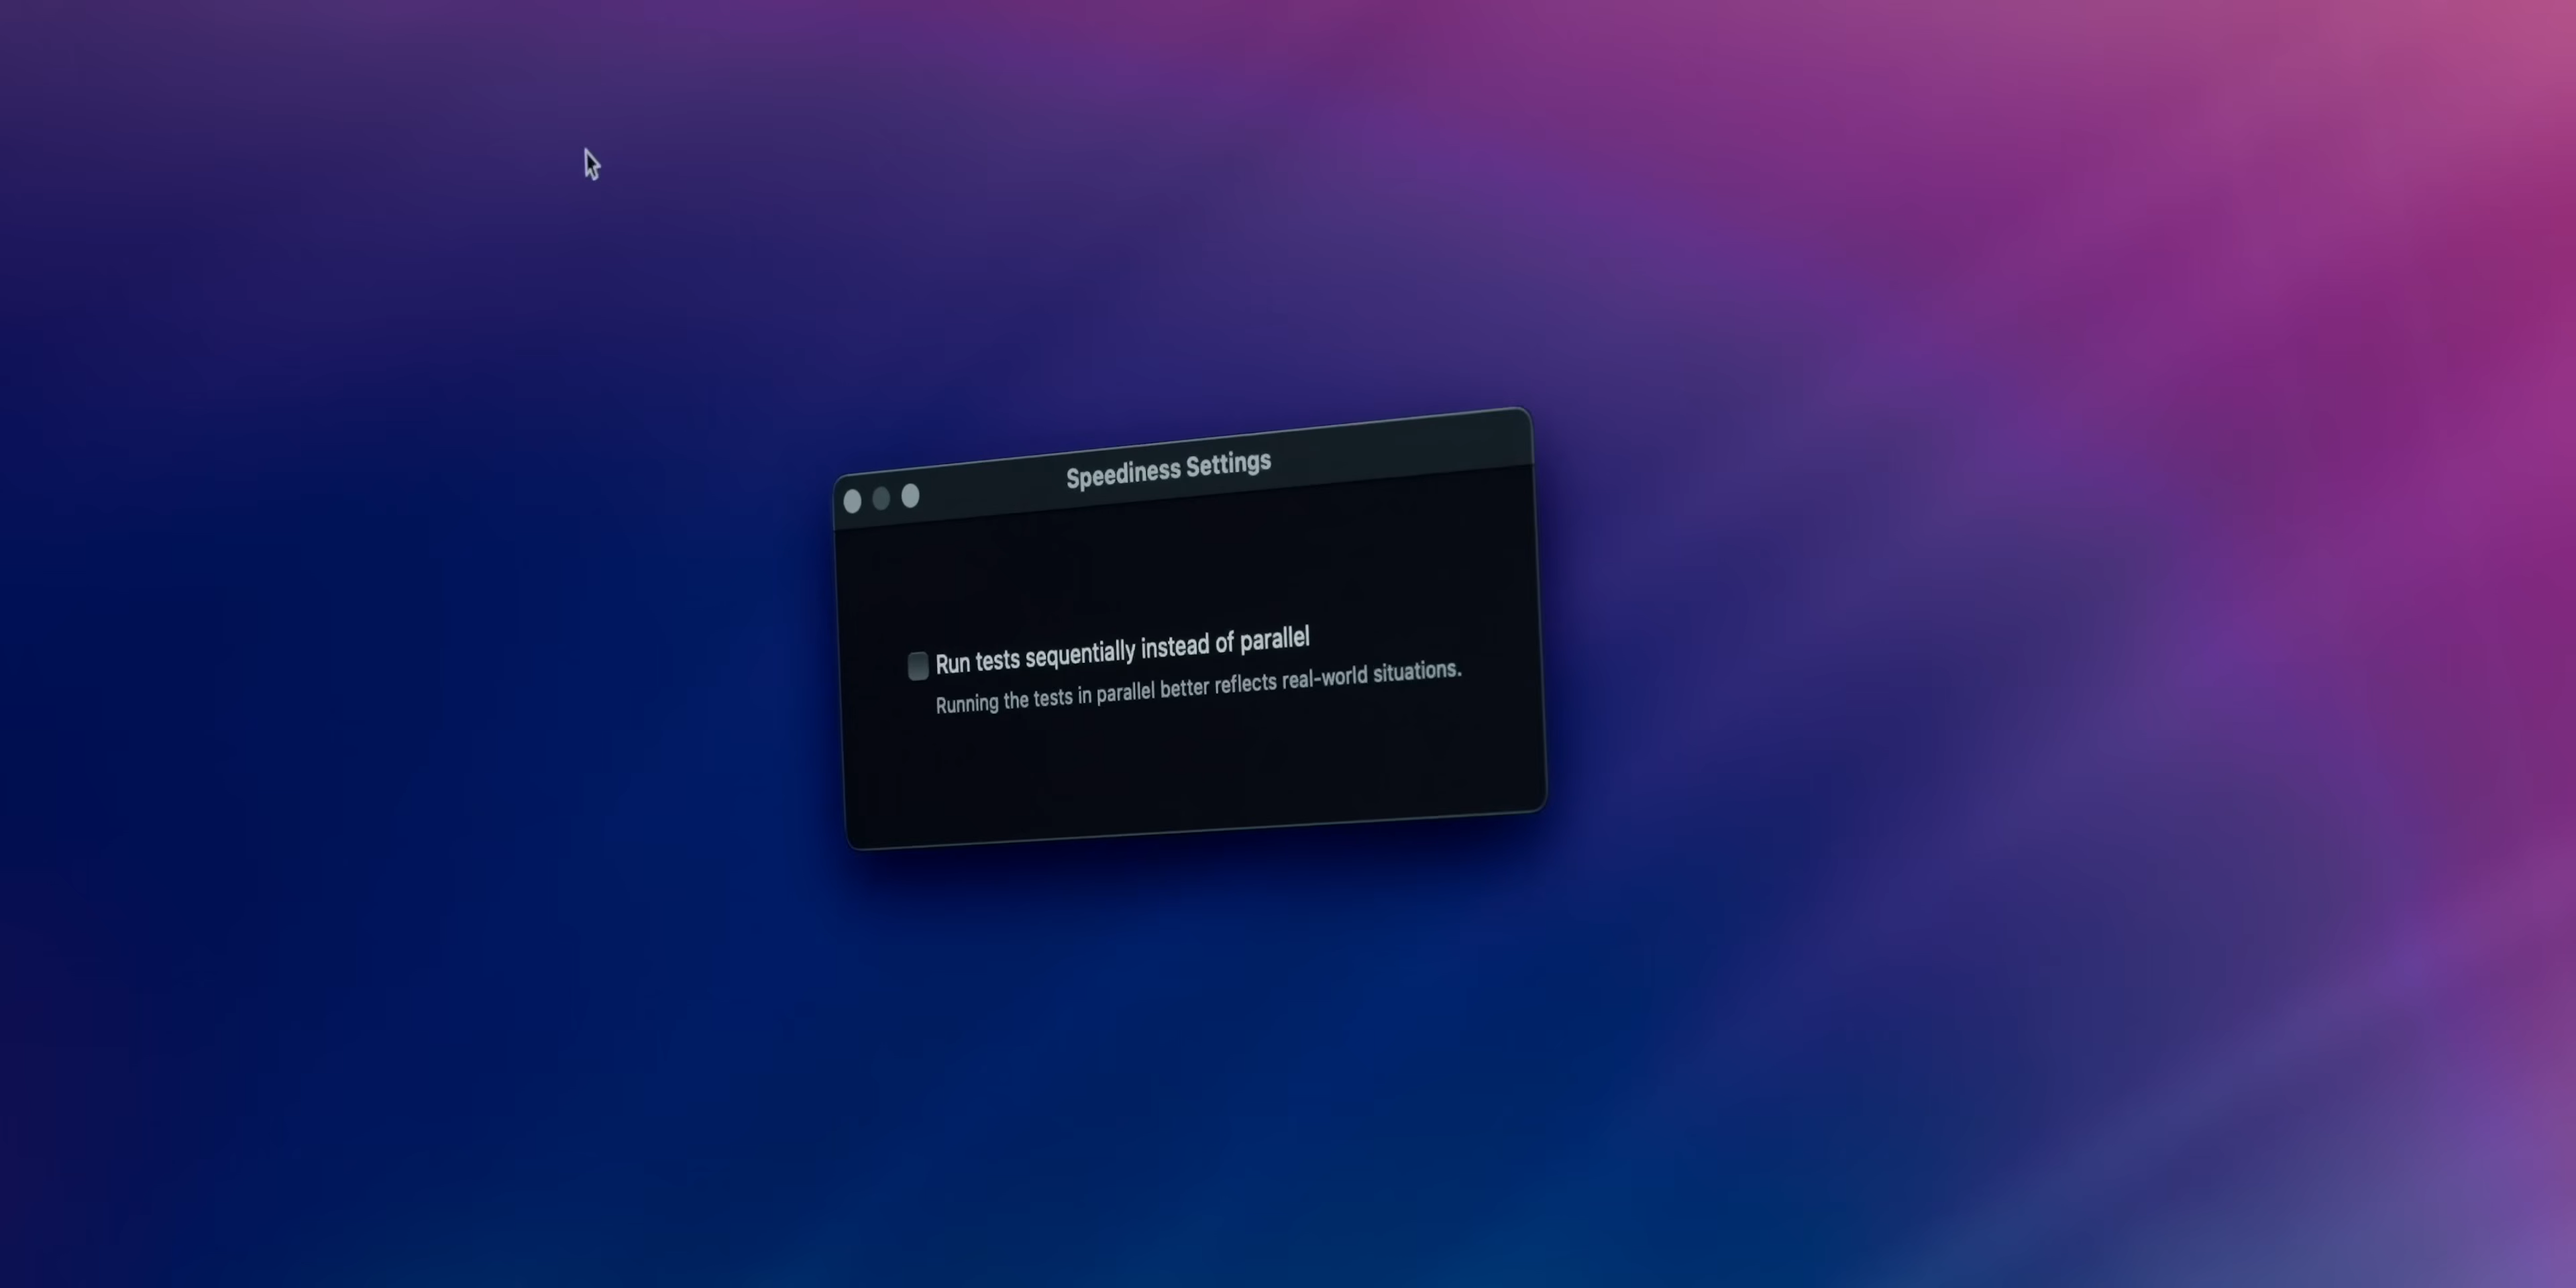 Speediness Settings
Run tests sequentially instead of parallel
Running the tests in parallel better reflects real-world situations.